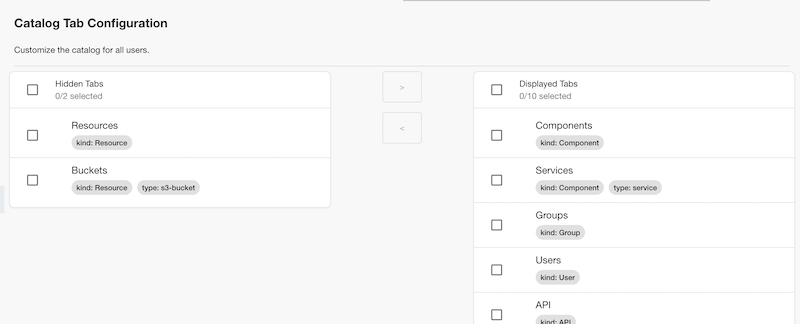 Catalog Tab Configuration
Customize the catalog for all users.
Hidden Tabs
0/2 selected
Resources
kind: Resource
Buckets
kind: Resource type: s3-bucket
>
<
Displayed Tabs
0/10 selected
Components
kind: Component
Services
kind: Component type: service
Groups
kind: Group
Users
kind: User
API
kind: API